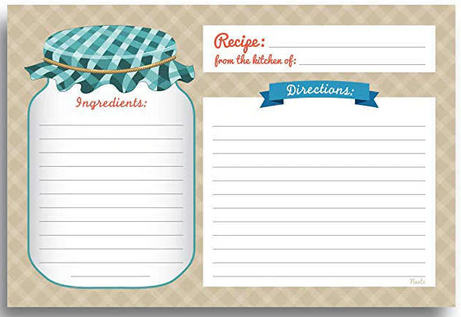 Recipe:
from the kitchen of:
Ingredients:
Directions: